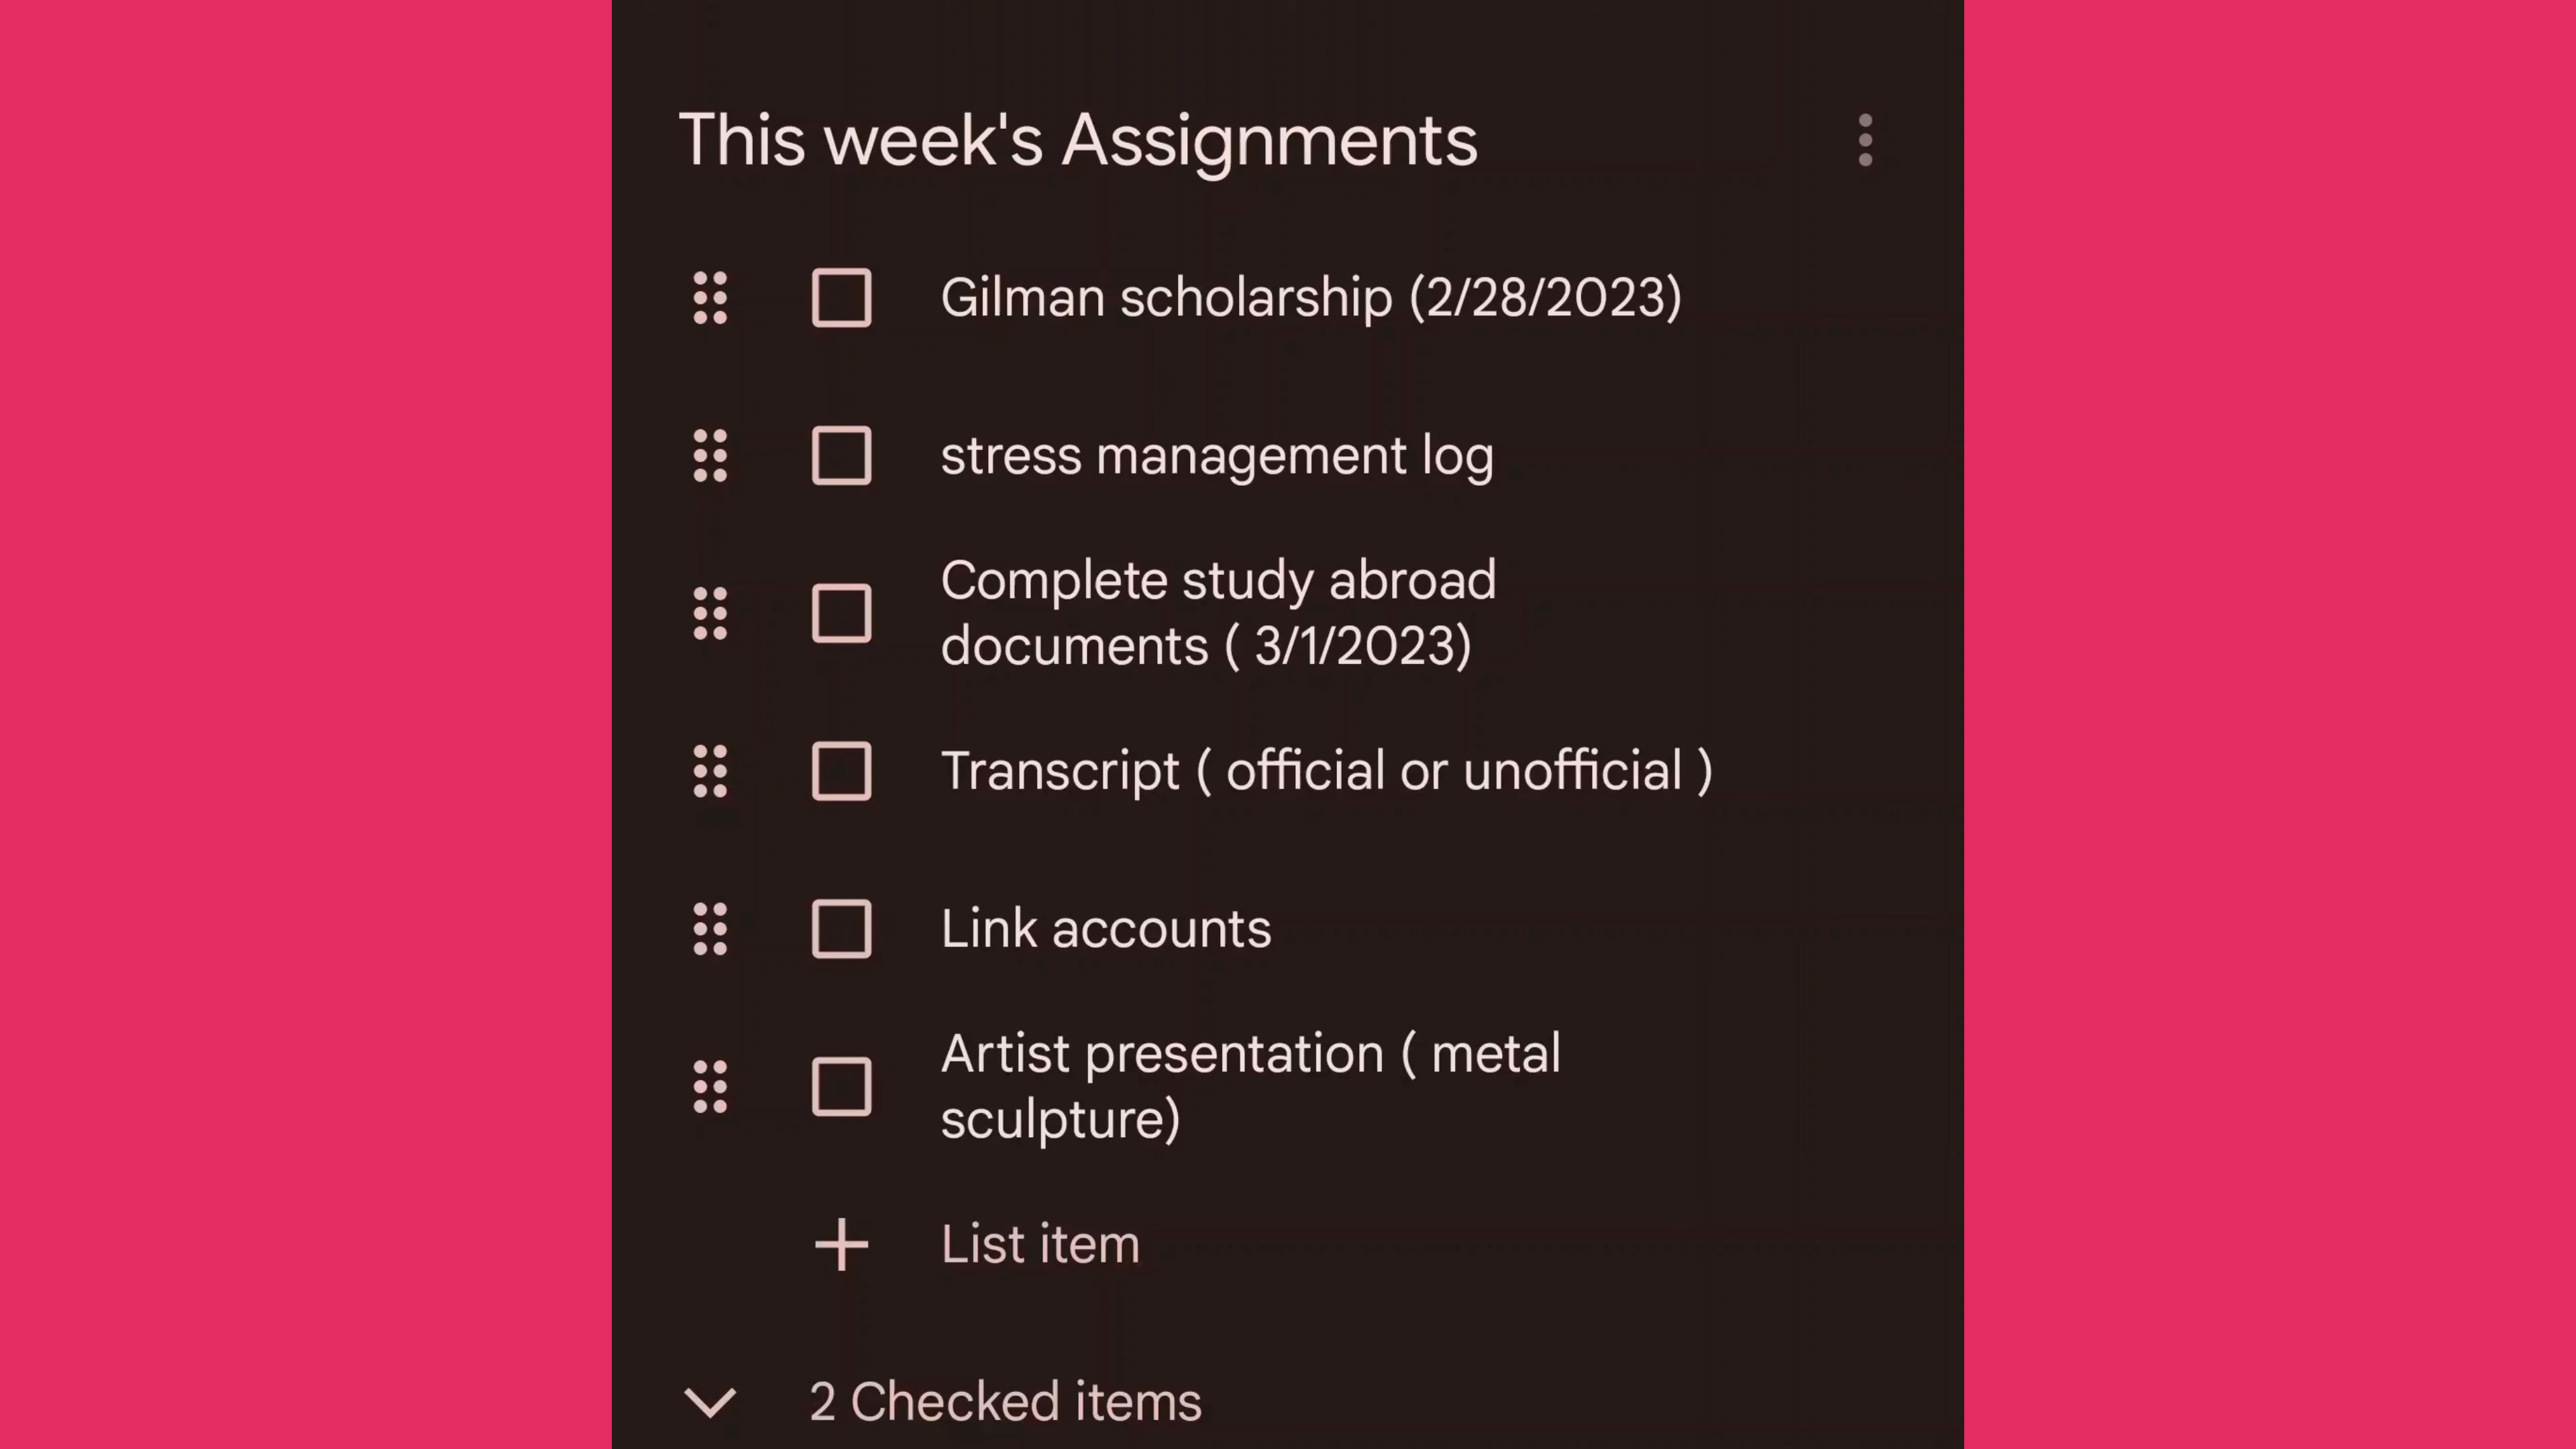 This week's Assignments
Gilman scholarship (2/28/2023)
stress management log
Complete study abroad
documents ( 3/1/2023)
Transcript ( official or unofficial )
Link accounts
Artist presentation ( metal
sculpture)
List item
2 Checked items